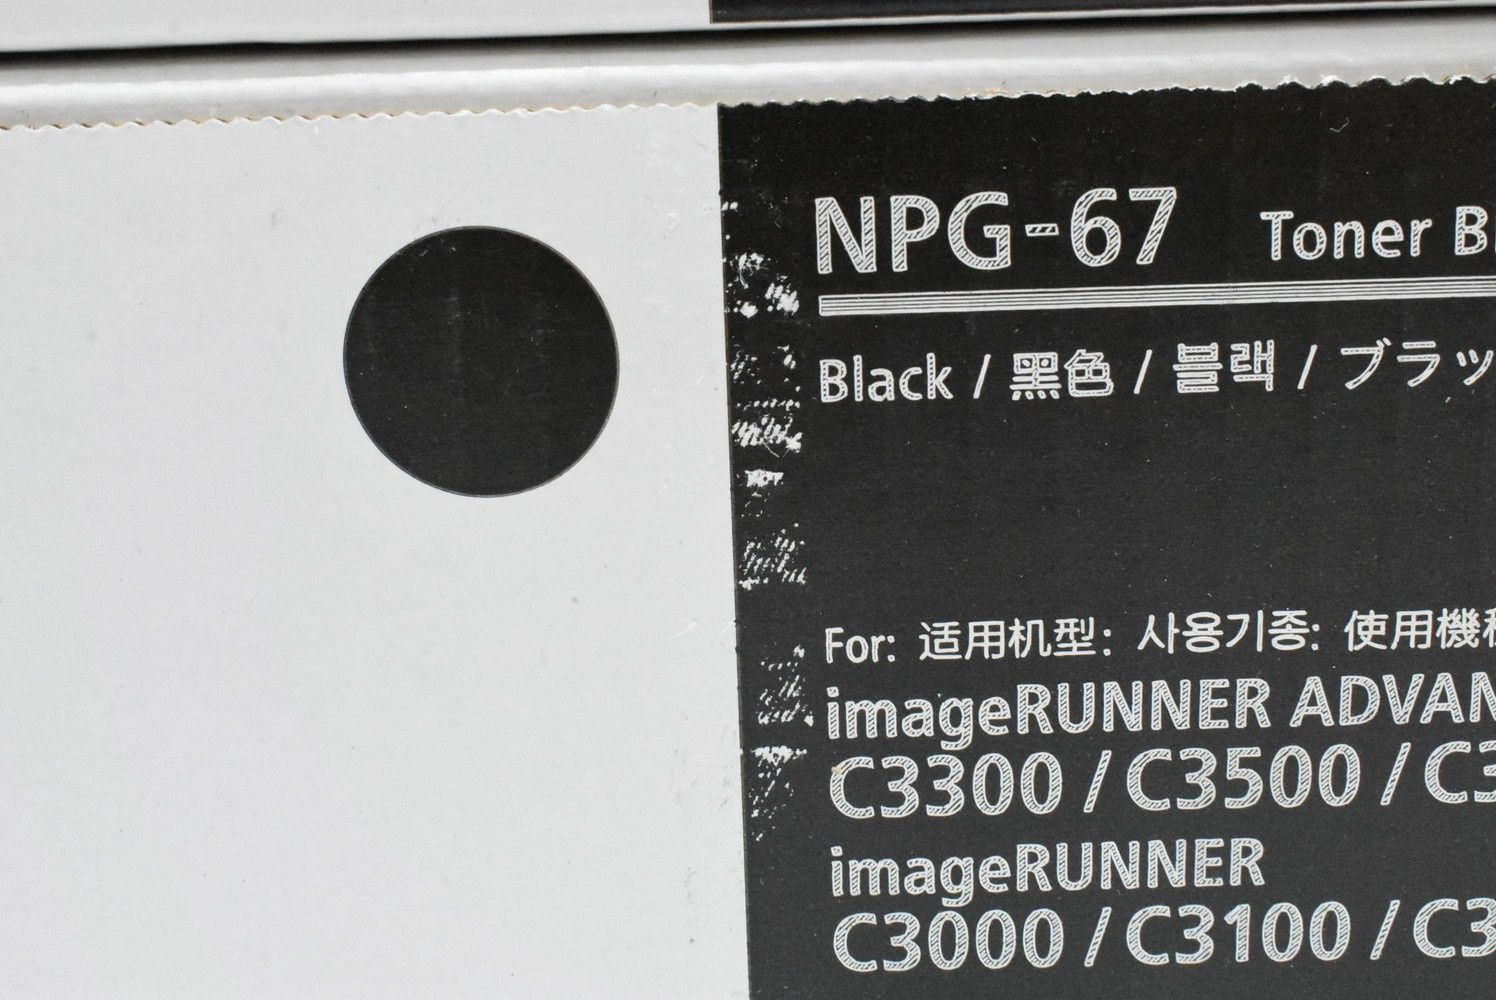 NPG-67 Toner
Black / 黑色 / 블랙 / ブラッ
For: 适用机型: 사용기종: 使用機
imageRUNNER ADVAN
C3300 / C3500 / C3
imageRUNNER
C3000 / C3100 / C3